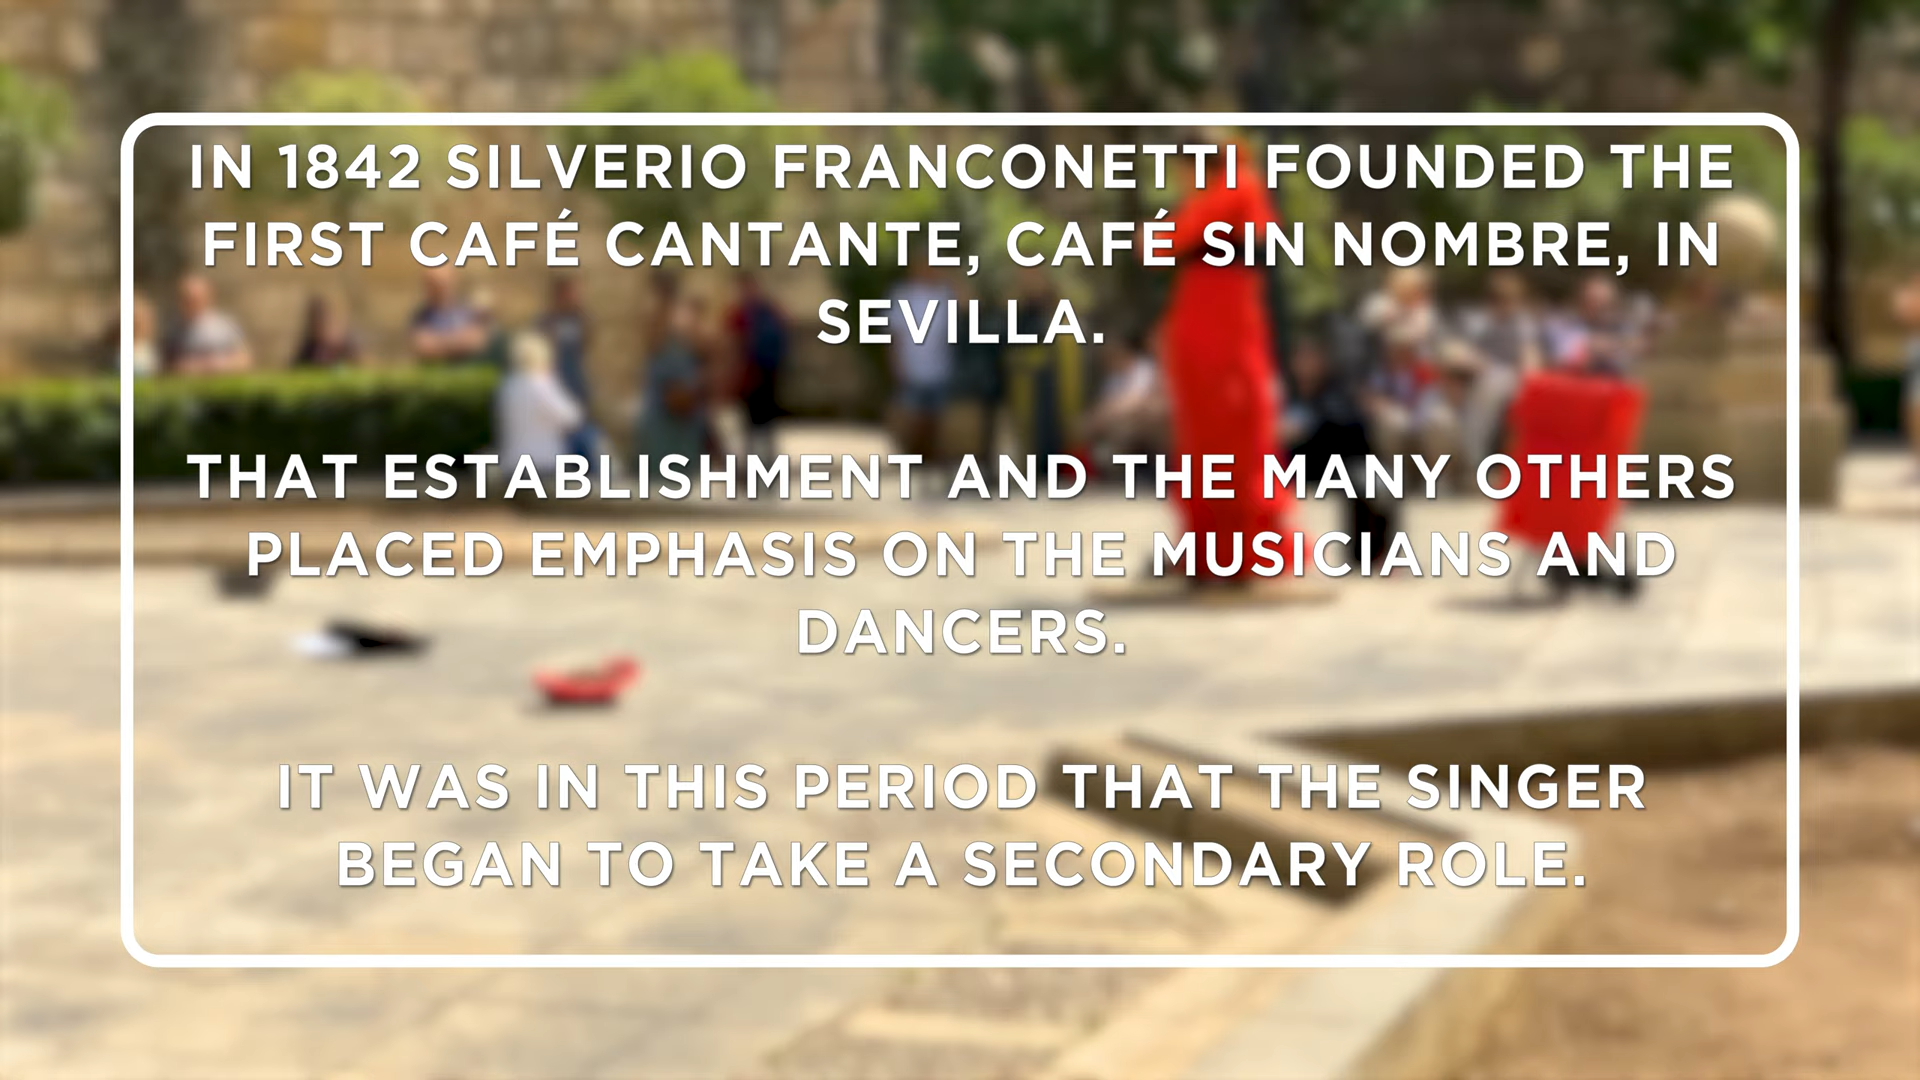 IN 1842 SILVERIO FRANCONETTI FOUNDED THE
FIRST CAFÉ CANTANTE, CAFÉ SIN NOMBRE, IN
SEVILLA.
THAT ESTABLISHMENT AND THE MANY OTHERS
PLACED EMPHASIS ON THE MUSICIANS AND
DANCERS.
IT WAS IN THIS PERIOD THAT THE SINGER
BEGAN TO TAKE A SECONDARY ROLE.